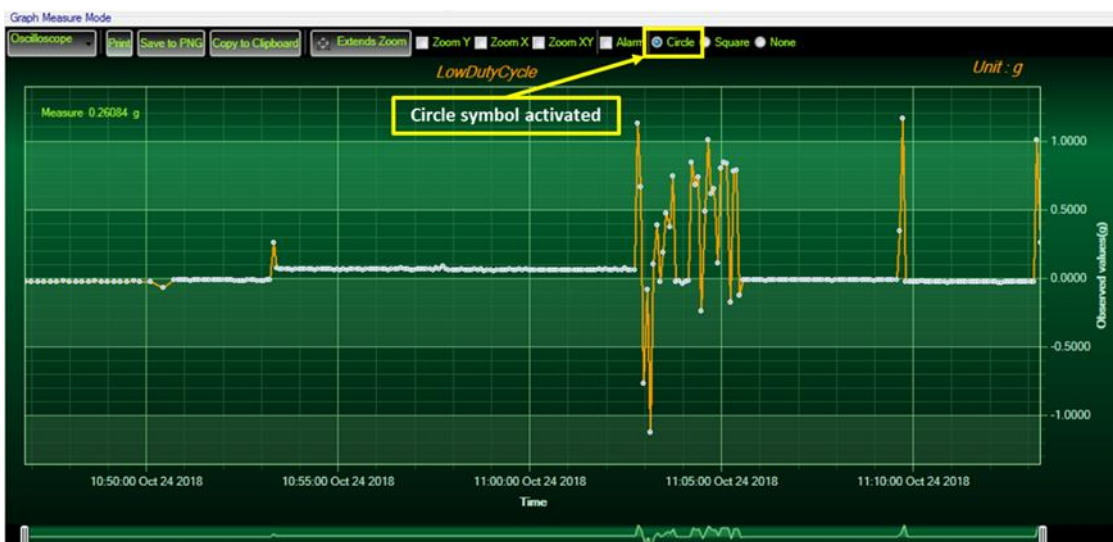 Graph Measure Mode
Oscilloscope Print Save to PNG Copy to Clipboard Extends Zoom Zoom Y Zoom X Zoom XY Alarm Circle Square None
LowDutyCycle
Unit : g
Measure 0.26084 g
Circle symbol activated
1.0000
0.5000
0.0000
-0.5000
-1.0000
Observed values(g)
10:50:00 Oct 24 2018 10:55:00 Oct 24 2018 11:00:00 Oct 24 2018 11:05:00 Oct 24 2018 11:10:00 Oct 24 2018
Time